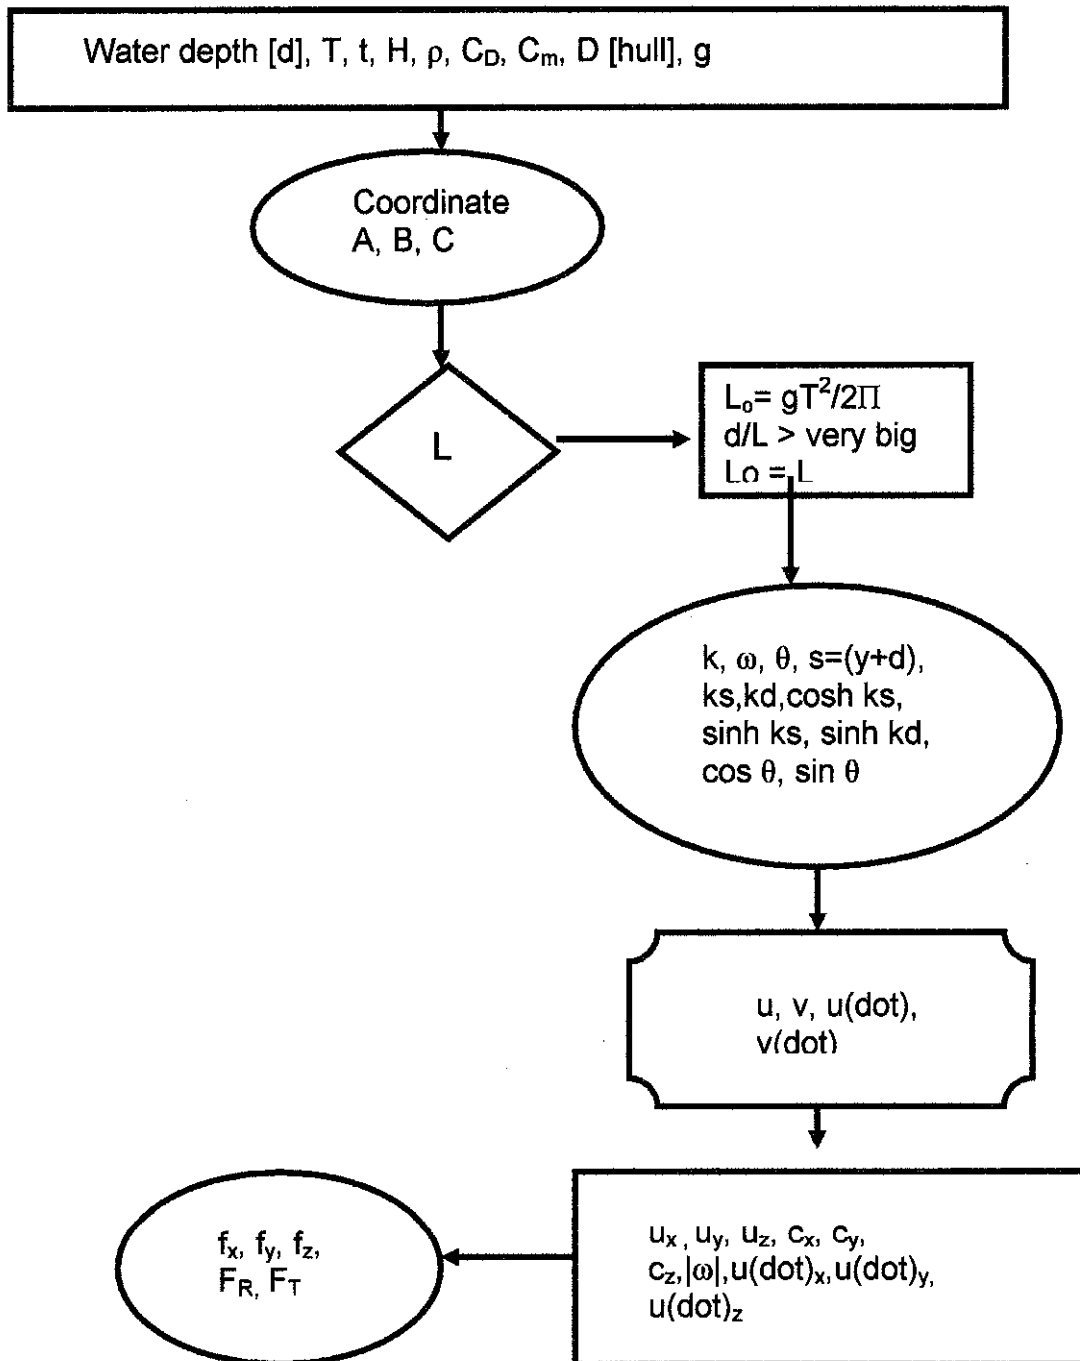 Water depth [d], T, t, H, ρ, C_D, C_m, D [hull], g
Coordinate
A, B, C
L
L_o= gT²/2Π
d/L > very big
Lo = L
k, ω, θ, s=(y+d),
ks,kd,cosh ks,
sinh ks, sinh kd,
cos θ, sin θ
u, v, u(dot),
v(dot)
u_x, u_y, u_z, c_x, c_y,
c_z,|ω|,u(dot)_x,u(dot)_y,
u(dot)_z
f_x, f_y, f_z,
F_R, F_T